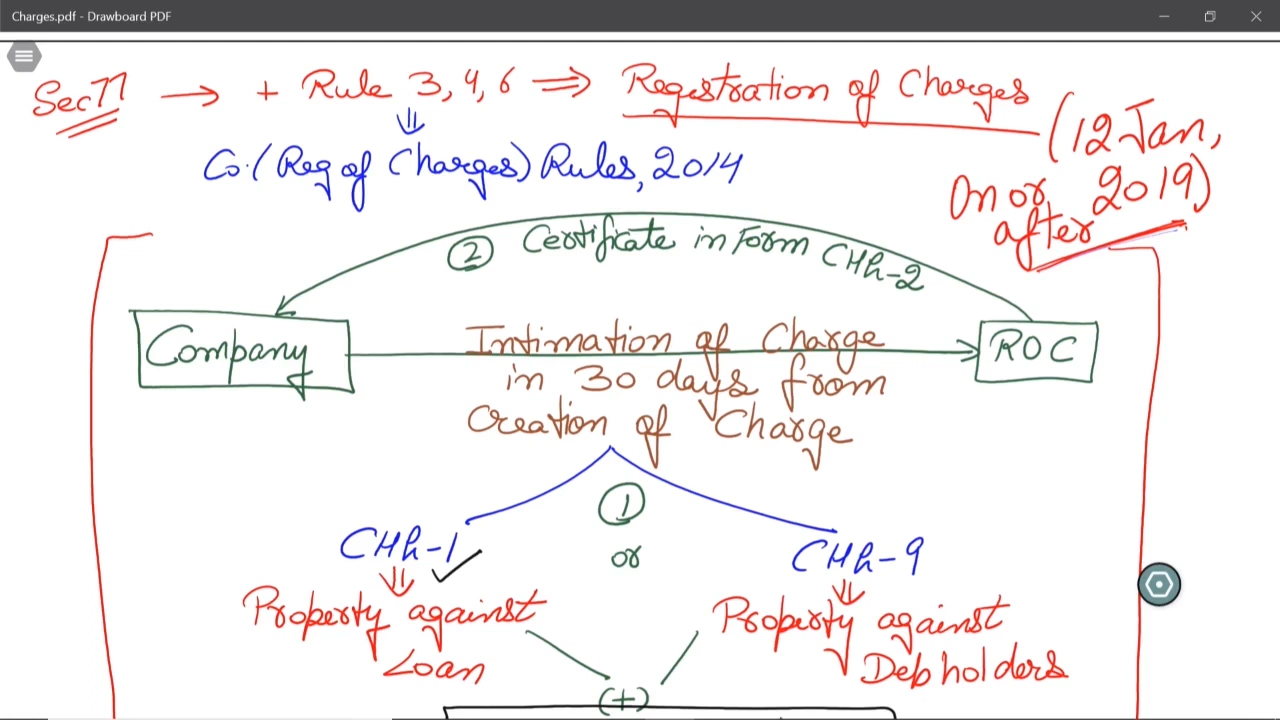 Charges.pdf - Drawboard PDF
Sec 77 → + Rule 3, 4, 6 ⇒ Registration of Charges
(12 Jan, 2019)
On or after
Co. (Reg of Charges) Rules, 2014
② Certificate in Form CHG-2
Company
Intimation of Charge
in 30 days from
Creation of Charge
ROC
①
or
CHG-1 ✓
CHG-9
Property against
Loan
Property against
Deb holders
(+)